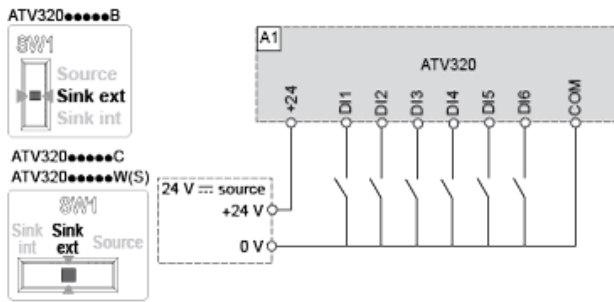 ATV320●●●●●B
SW1
Source
Sink ext
Sink int
ATV320●●●●●C
ATV320●●●●●W(S)
SW1
Sink int
Sink ext
Source
A1
ATV320
+24
DI1
DI2
DI3
DI4
DI5
DI6
COM
24 V ⎓ source
+24 V
0 V